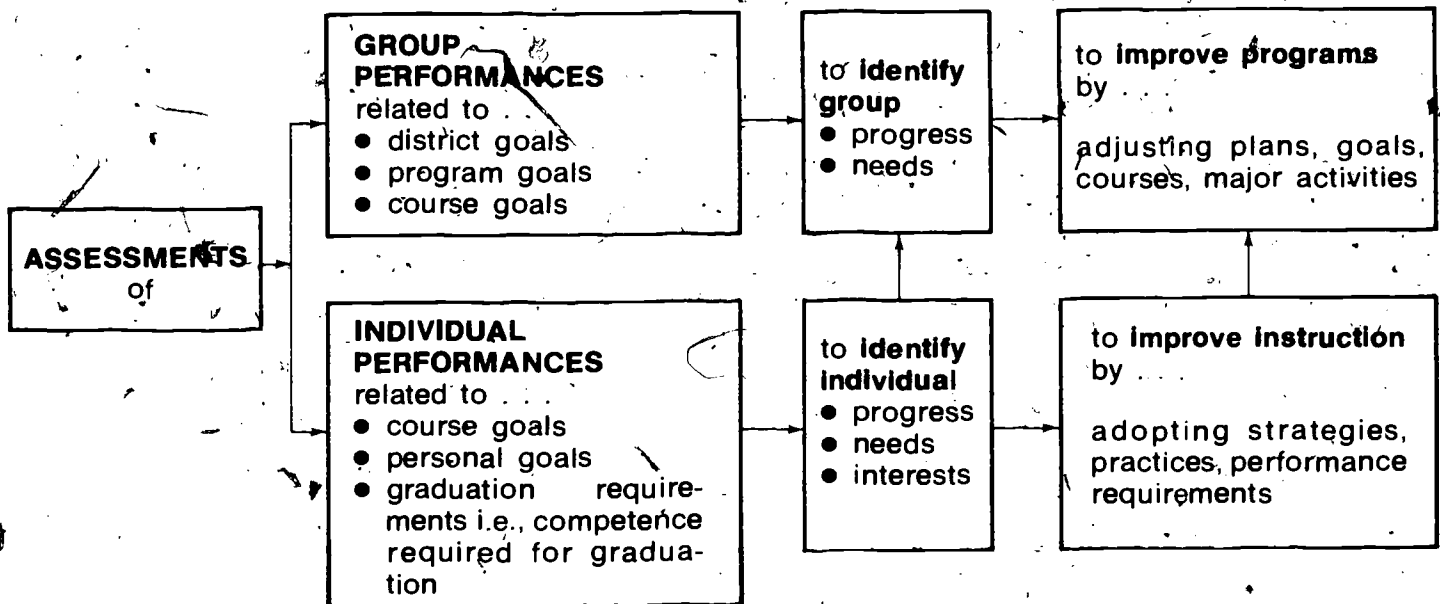 ASSESSMENTS
of
GROUP
PERFORMANCES
related to . .
● district goals
● program goals
● course goals
to identify
group
● progress
● needs
to improve programs
by . . .
adjusting plans, goals,
courses, major activities
INDIVIDUAL
PERFORMANCES
related to . . .
● course goals
● personal goals
● graduation require-
ments i.e., competence
required for gradua-
tion
to identify
individual
● progress
● needs
● interests
to improve instruction
by . . .
adopting strategies,
practices, performance
requirements